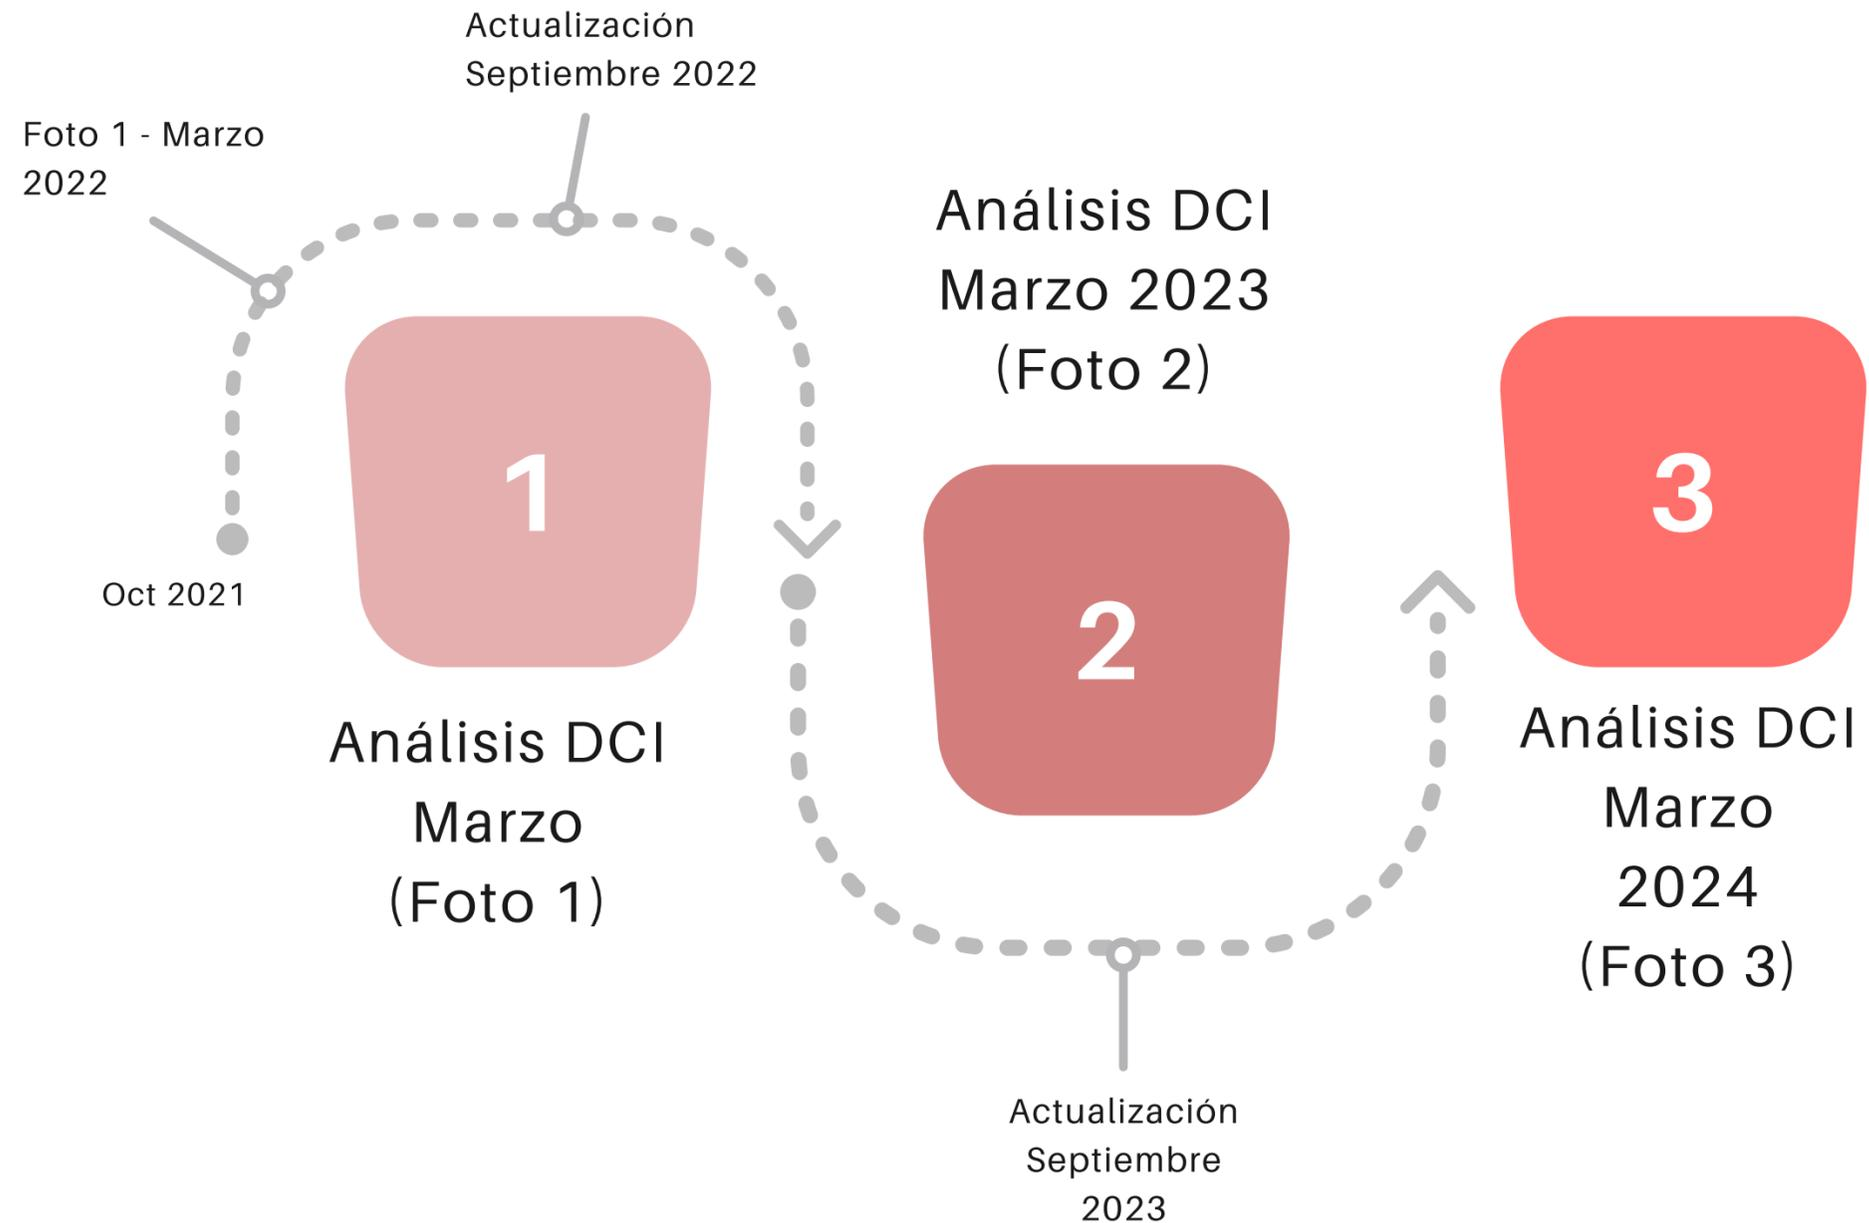 Actualización
Septiembre 2022
Foto 1 - Marzo
2022
Oct 2021
1
Análisis DCI
Marzo
(Foto 1)
Análisis DCI
Marzo 2023
(Foto 2)
2
Actualización
Septiembre
2023
3
Análisis DCI
Marzo
2024
(Foto 3)